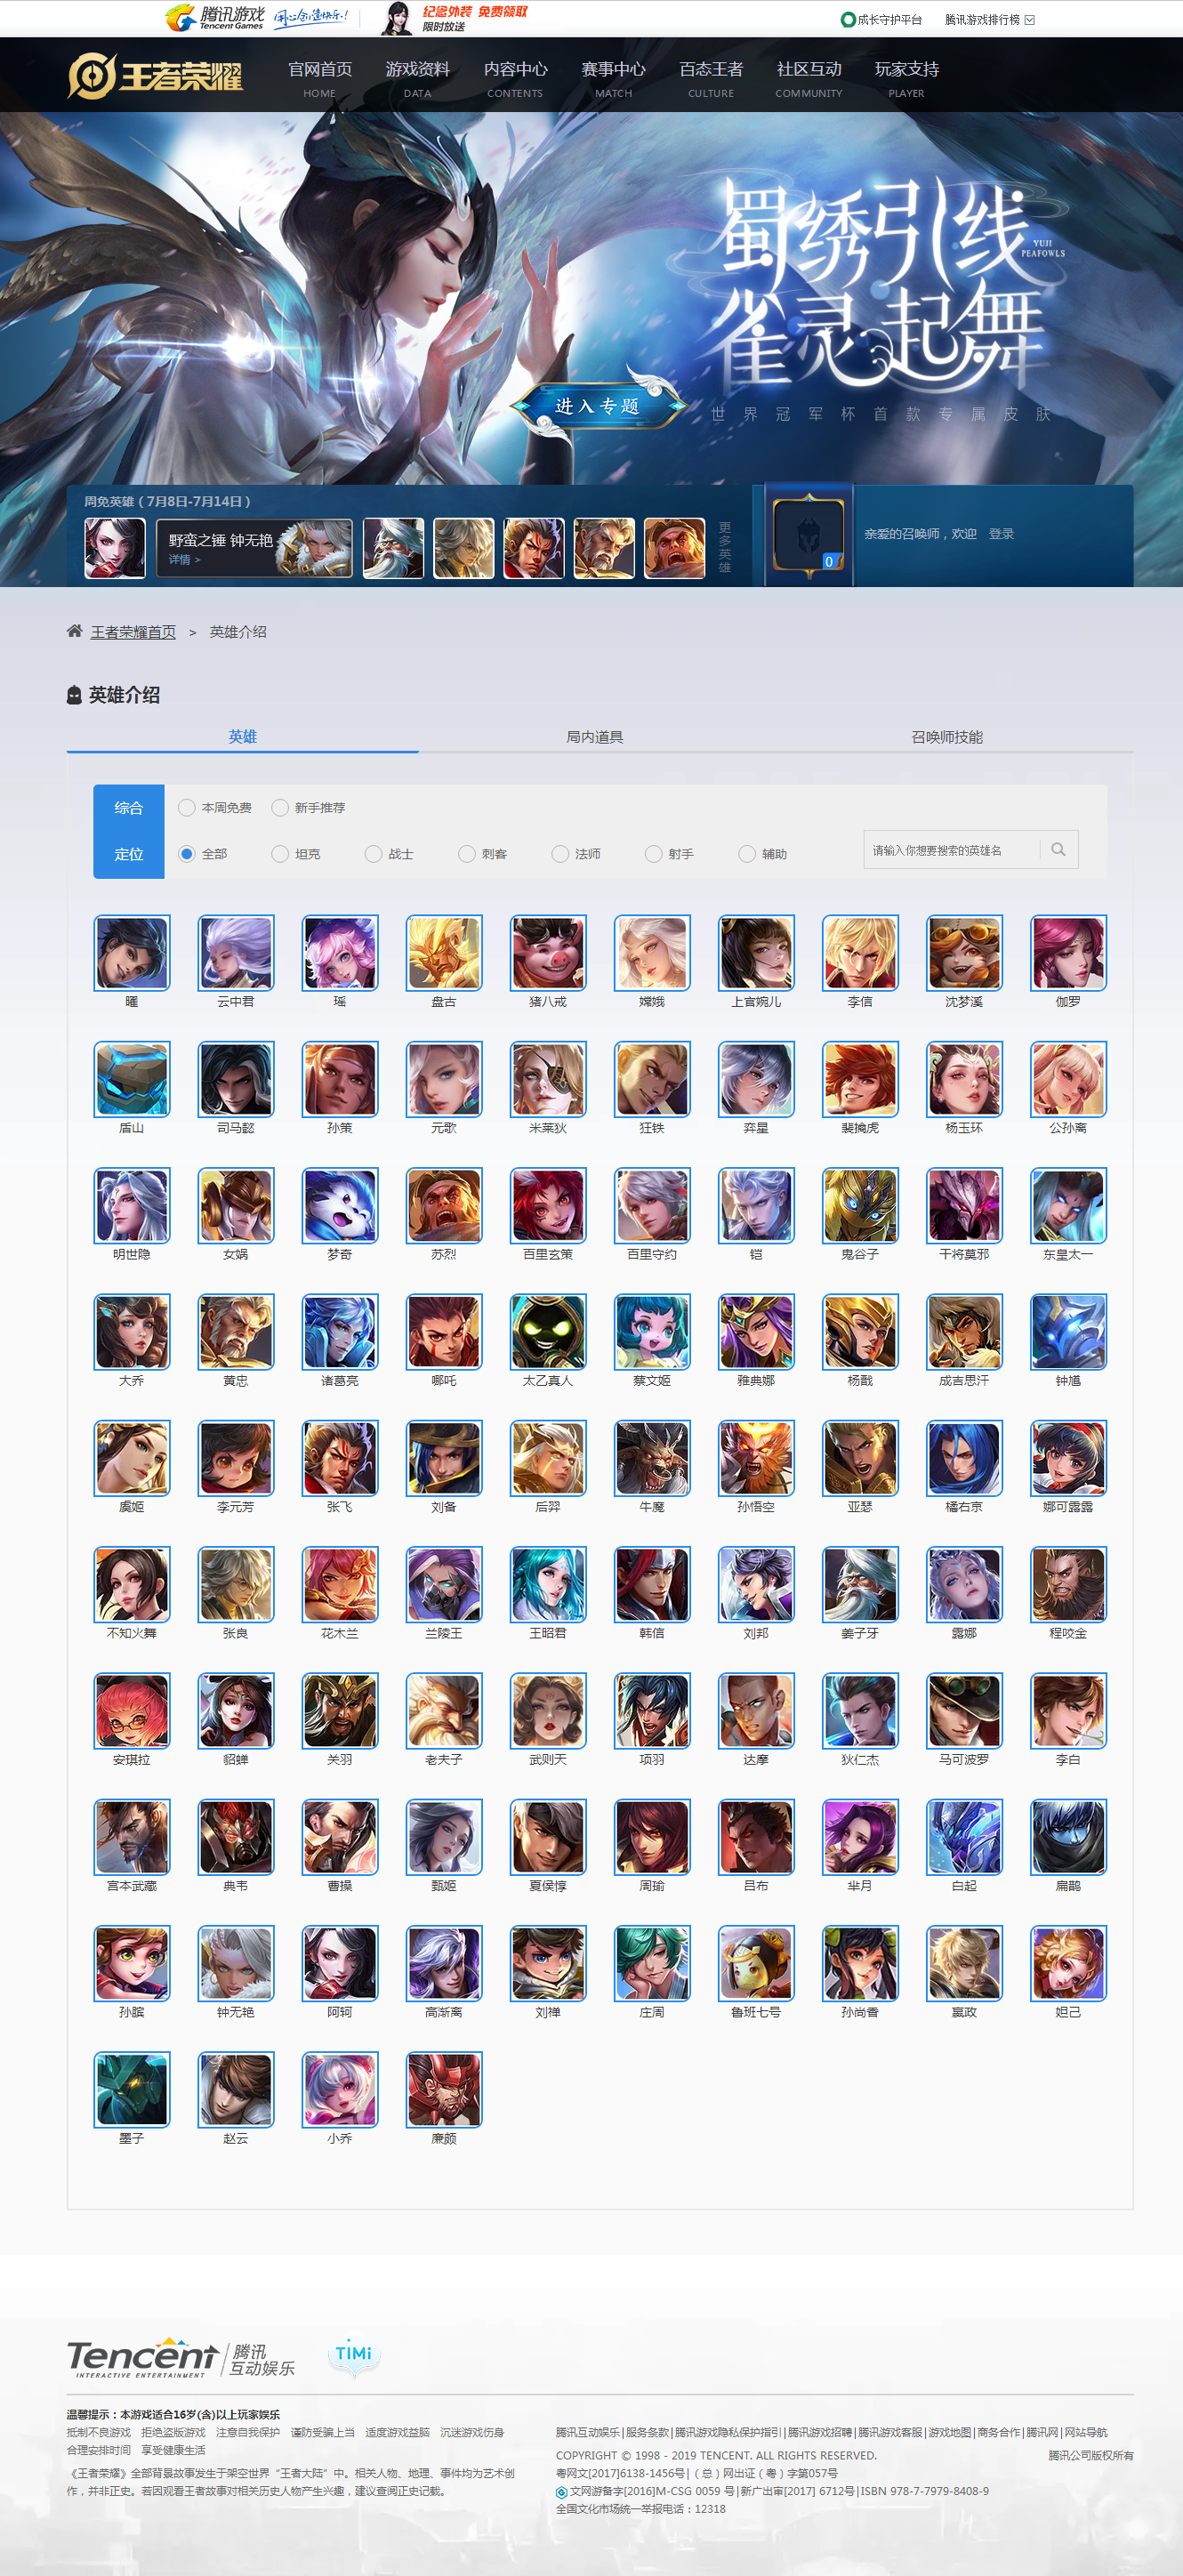 腾讯游戏 用心创造快乐! 纪念外装 免费领取 成长守护平台 腾讯游戏排行榜
Tencent Games 限时放送
王者荣耀 官网首页 游戏资料 内容中心 赛事中心 百态王者 社区互动 玩家支持
HOME DATA CONTENTS MATCH CULTURE COMMUNITY PLAYER
蜀绣引线
YUJI
PEAFOWLS
雀灵起舞
进入专题
世界冠军杯首款专属皮肤
周免英雄（7月8日-7月14日）
野蛮之锤 钟无艳
详情 >
更多英雄
0
亲爱的召唤师，欢迎 登录
王者荣耀首页 > 英雄介绍
英雄介绍
英雄 局内道具 召唤师技能
综合 本周免费 新手推荐
定位 全部 坦克 战士 刺客 法师 射手 辅助 请输入你想要搜索的英雄名
曜 云中君 瑶 盘古 猪八戒 嫦娥 上官婉儿 李信 沈梦溪 伽罗
盾山 司马懿 孙策 元歌 米莱狄 狂铁 弈星 裴擒虎 杨玉环 公孙离
明世隐 女娲 梦奇 苏烈 百里玄策 百里守约 铠 鬼谷子 干将莫邪 东皇太一
大乔 黄忠 诸葛亮 哪吒 太乙真人 蔡文姬 雅典娜 杨戬 成吉思汗 钟馗
虞姬 李元芳 张飞 刘备 后羿 牛魔 孙悟空 亚瑟 橘右京 娜可露露
不知火舞 张良 花木兰 兰陵王 王昭君 韩信 刘邦 姜子牙 露娜 程咬金
安琪拉 貂蝉 关羽 老夫子 武则天 项羽 达摩 狄仁杰 马可波罗 李白
宫本武藏 典韦 曹操 甄姬 夏侯惇 周瑜 吕布 芈月 白起 扁鹊
孙膑 钟无艳 阿轲 高渐离 刘禅 庄周 鲁班七号 孙尚香 嬴政 妲己
墨子 赵云 小乔 廉颇
Tencent 腾讯 TiMi
INTERACTIVE ENTERTAINMENT 互动娱乐
温馨提示：本游戏适合16岁(含)以上玩家娱乐
抵制不良游戏 拒绝盗版游戏 注意自我保护 谨防受骗上当 适度游戏益脑 沉迷游戏伤身
合理安排时间 享受健康生活
《王者荣耀》全部背景故事发生于架空世界“王者大陆”中。相关人物、地理、事件均为艺术创
作，并非正史。若因观看王者故事对相关历史人物产生兴趣，建议查阅正史记载。
腾讯互动娱乐|服务条款|腾讯游戏隐私保护指引|腾讯游戏招聘|腾讯游戏客服|游戏地图|商务合作|腾讯网|网站导航
COPYRIGHT © 1998 - 2019 TENCENT. ALL RIGHTS RESERVED. 腾讯公司版权所有
粤网文[2017]6138-1456号|（总）网出证（粤）字第057号
文网游备字[2016]M-CSG 0059 号|新广出审[2017] 6712号|ISBN 978-7-7979-8408-9
全国文化市场统一举报电话：12318